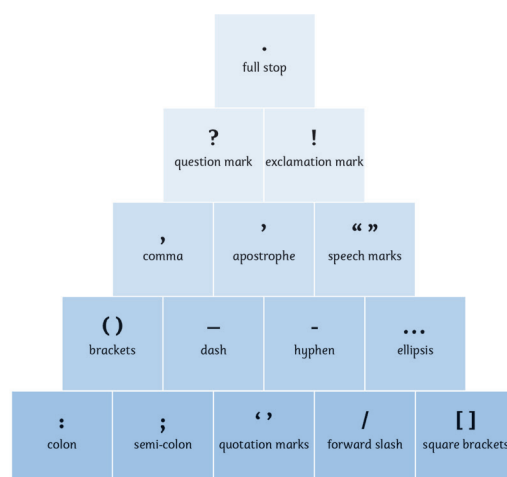 .
full stop
? !
question mark exclamation mark
, ’ “ ”
comma apostrophe speech marks
( ) – - ...
brackets dash hyphen ellipsis
: ; ‘ ’ / [ ]
colon semi-colon quotation marks forward slash square brackets